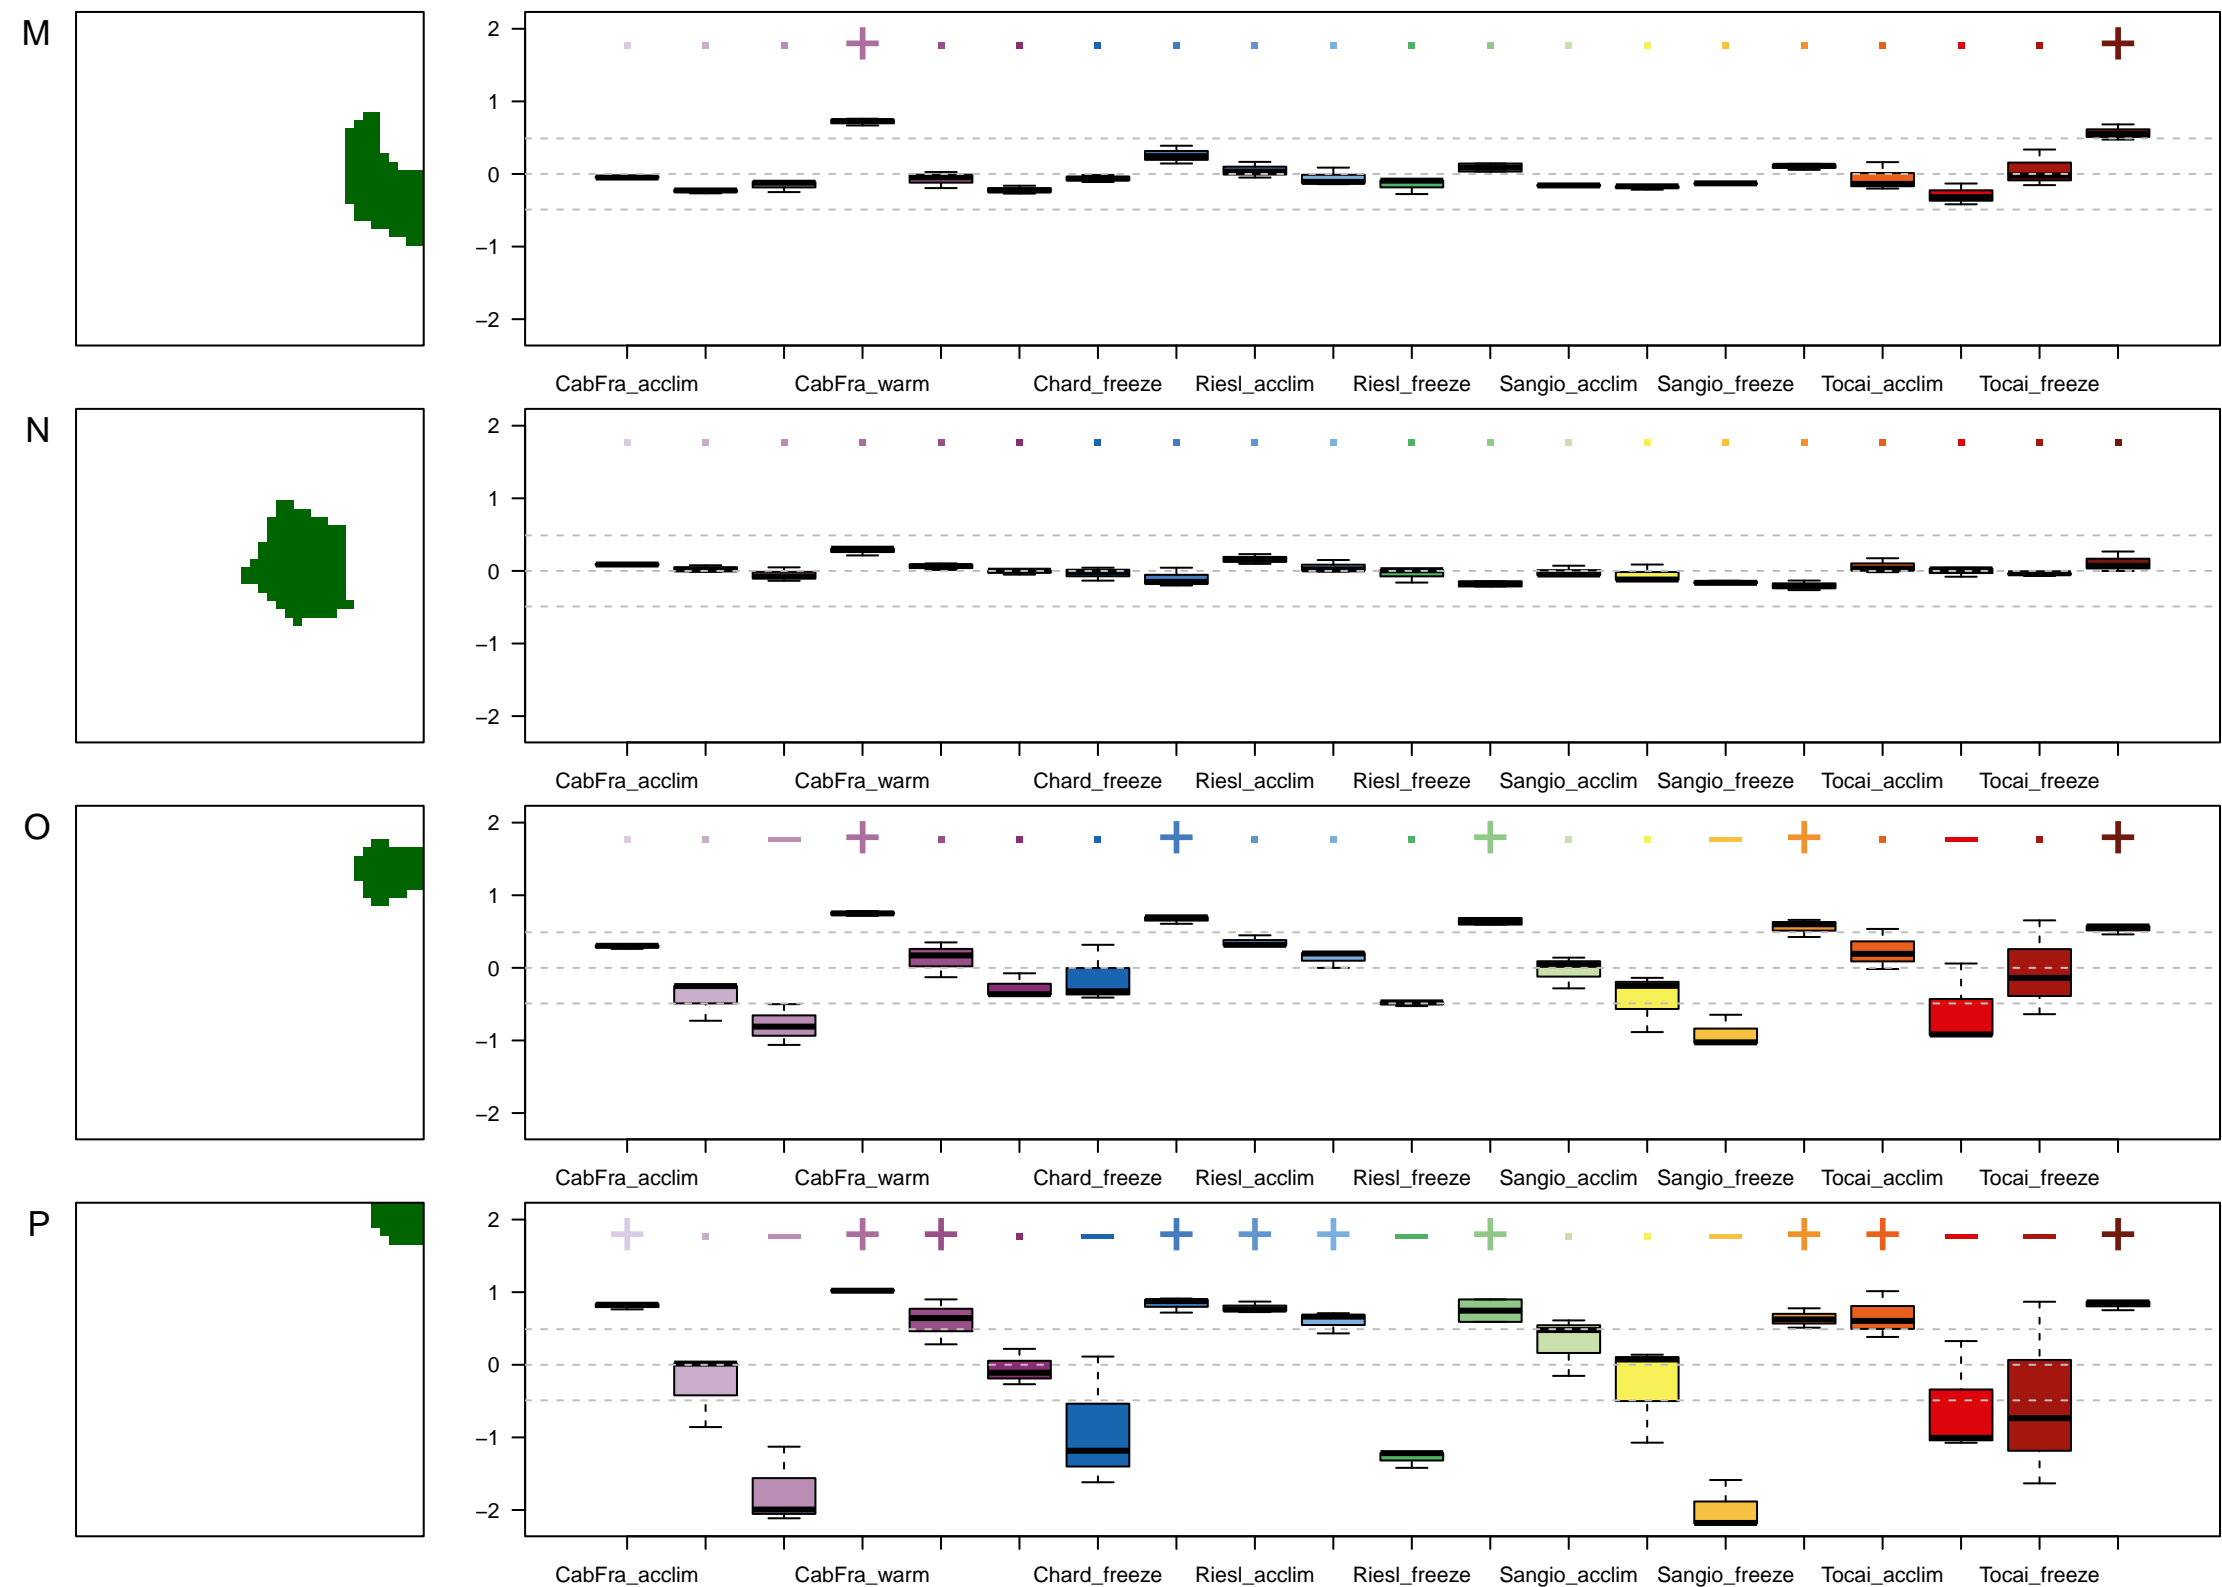 M
2
1
0
−1
−2
CabFra_acclim CabFra_warm Chard_freeze Riesl_acclim Riesl_freeze Sangio_acclim Sangio_freeze Tocai_acclim Tocai_freeze
N
2
1
0
−1
−2
CabFra_acclim CabFra_warm Chard_freeze Riesl_acclim Riesl_freeze Sangio_acclim Sangio_freeze Tocai_acclim Tocai_freeze
O
2
1
0
−1
−2
CabFra_acclim CabFra_warm Chard_freeze Riesl_acclim Riesl_freeze Sangio_acclim Sangio_freeze Tocai_acclim Tocai_freeze
P
2
1
0
−1
−2
CabFra_acclim CabFra_warm Chard_freeze Riesl_acclim Riesl_freeze Sangio_acclim Sangio_freeze Tocai_acclim Tocai_freeze